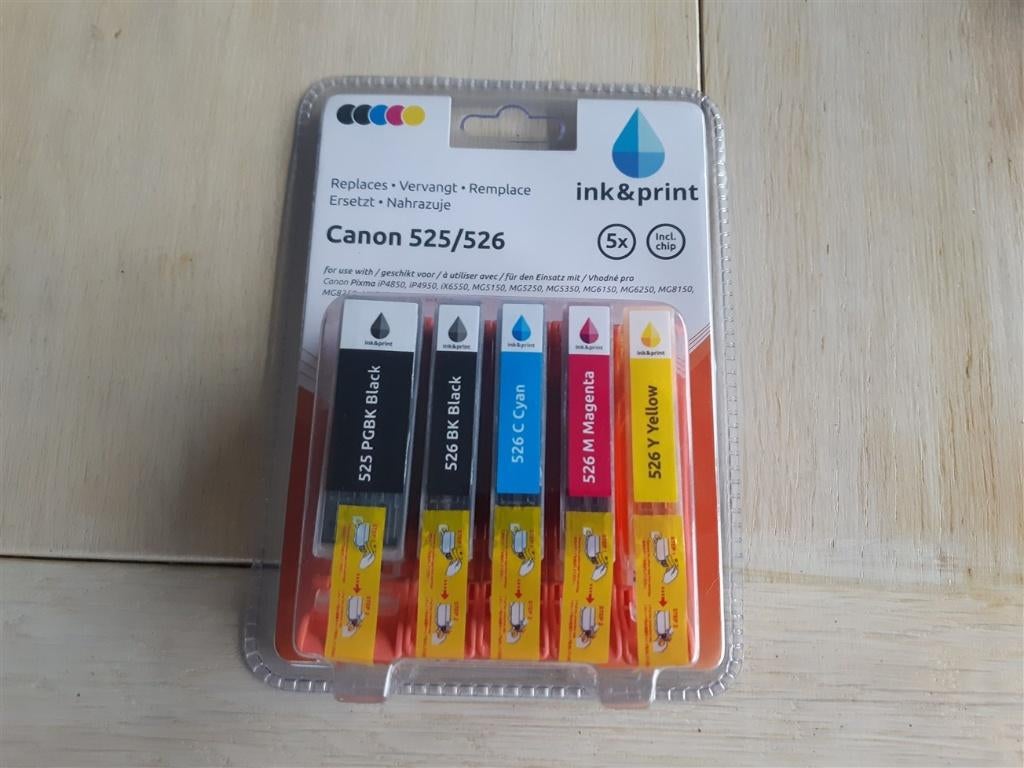 ink&print
Replaces • Vervangt • Remplace
Ersetzt • Nahrazuje
Canon 525/526
5x
Incl.
chip
for use with / geschikt voor / à utiliser avec / für den Einsatz mit / Vhodné pro
Canon Pixma iP4850, iP4950, iX6550, MG5150, MG5250, MG5350, MG6150, MG6250, MG8150,
ink&print
525 PGBK Black
ink&print
526 BK Black
ink&print
526 C Cyan
ink&print
526 M Magenta
ink&print
526 Y Yellow